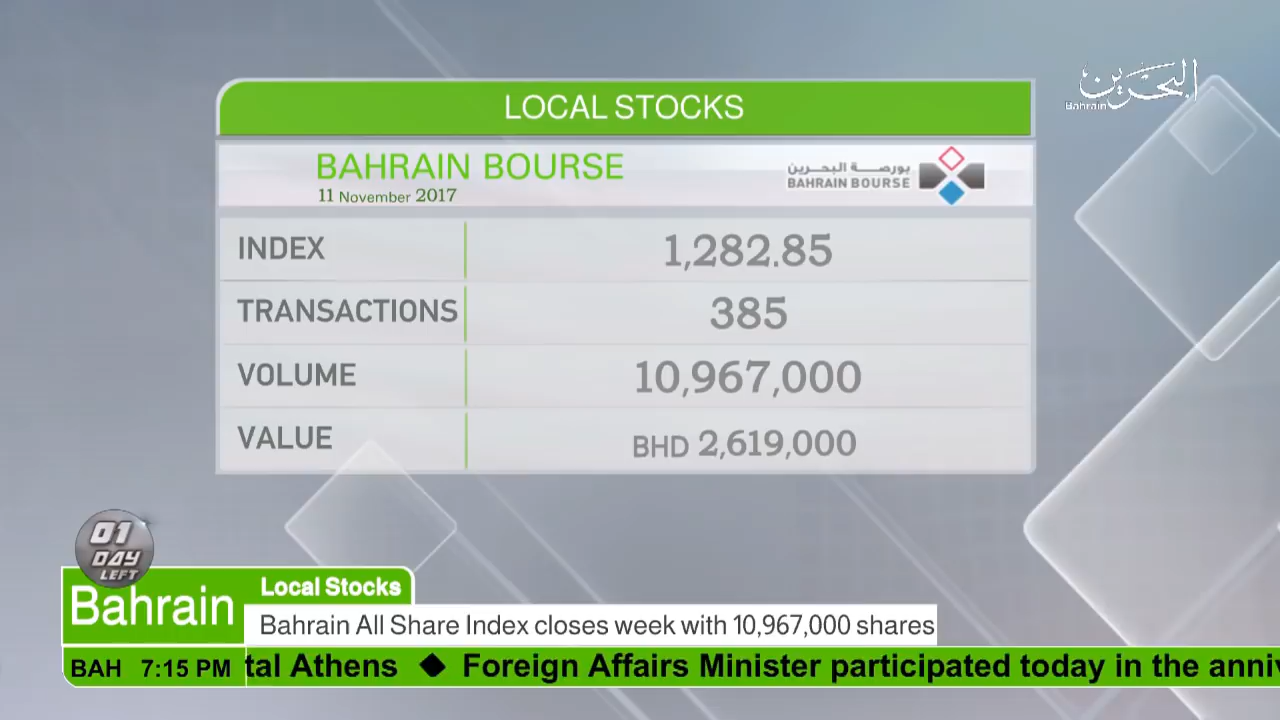 البحرين
Bahrain
LOCAL STOCKS
BAHRAIN BOURSE
11 November 2017
بورصة البحرين
BAHRAIN BOURSE
INDEX 1,282.85
TRANSACTIONS 385
VOLUME 10,967,000
VALUE BHD 2,619,000
01
DAY
LEFT
Bahrain
Local Stocks
Bahrain All Share Index closes week with 10,967,000 shares
BAH 7:15 PM tal Athens ◆ Foreign Affairs Minister participated today in the anniv